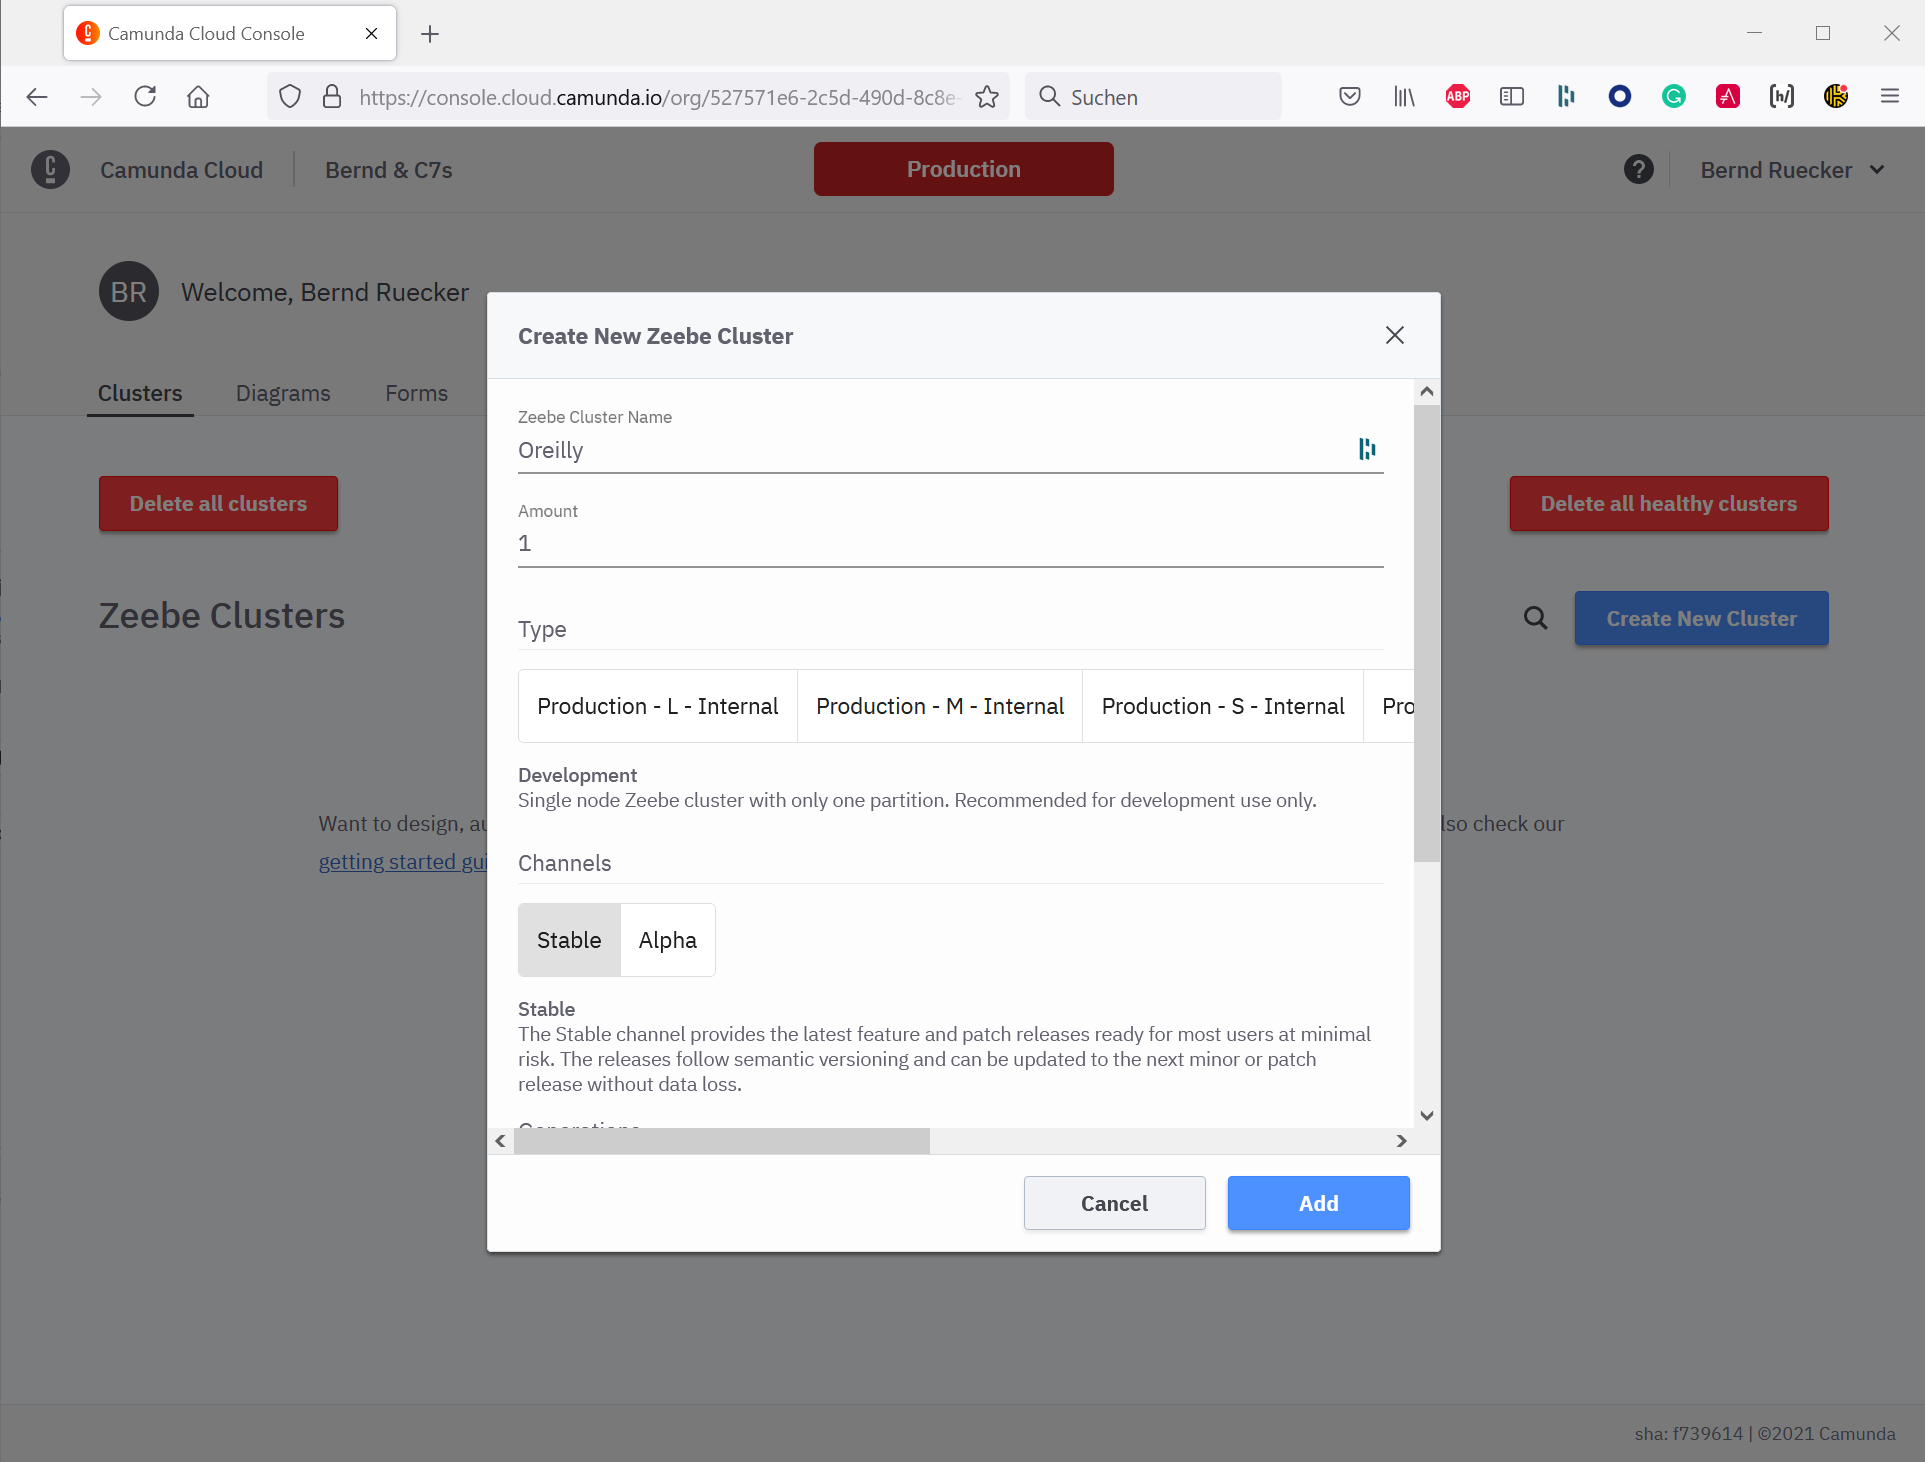 Camunda Cloud Console
https://console.cloud.camunda.io/org/527571e6-2c5d-490d-8c8e-
Suchen
ABP
Camunda Cloud
Bernd & C7s
Production
?
Bernd Ruecker
BR
Welcome, Bernd Ruecker
Clusters
Diagrams
Forms
Delete all clusters
Delete all healthy clusters
Zeebe Clusters
Create New Cluster
Want to design, au
lso check our
getting started gui
Create New Zeebe Cluster
Zeebe Cluster Name
Oreilly
Amount
1
Type
Production - L - Internal
Production - M - Internal
Production - S - Internal
Pro
Development
Single node Zeebe cluster with only one partition. Recommended for development use only.
Channels
Stable
Alpha
Stable
The Stable channel provides the latest feature and patch releases ready for most users at minimal
risk. The releases follow semantic versioning and can be updated to the next minor or patch
release without data loss.
Generations
Cancel
Add
sha: f739614 | ©2021 Camunda